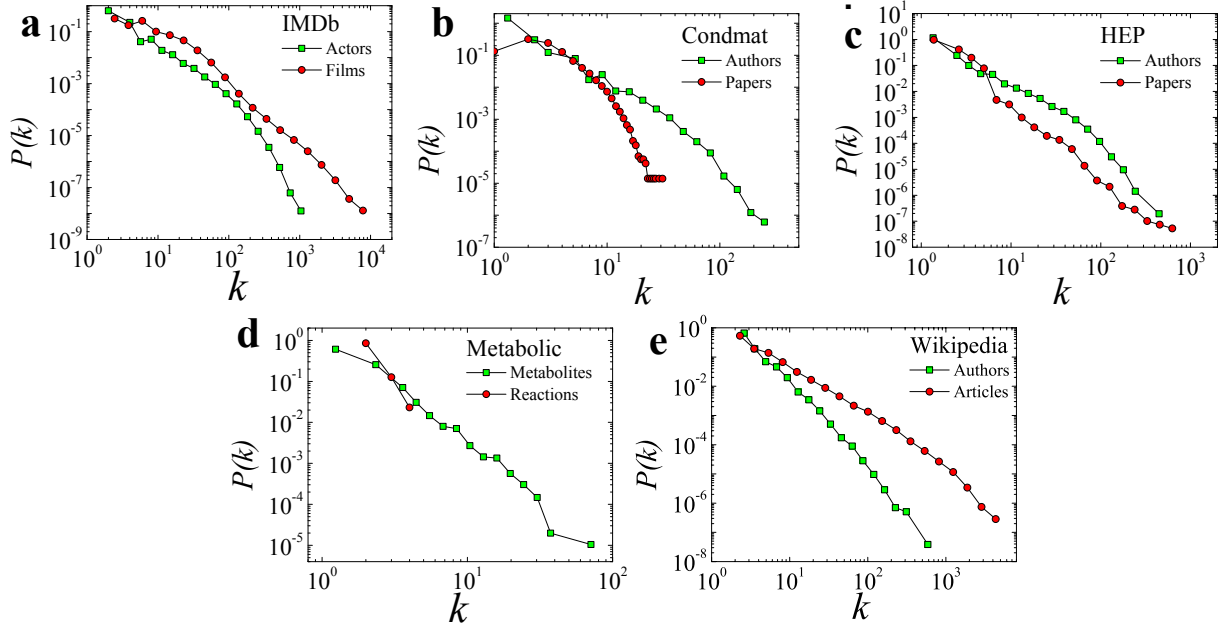 a
IMDb
Actors
Films
P(k)
10^-1
10^-3
10^-5
10^-7
10^-9
10^0 10^1 10^2 10^3 10^4
k
b
Condmat
Authors
Papers
P(k)
10^-1
10^-3
10^-5
10^-7
10^0 10^1 10^2
k
c
HEP
Authors
Papers
P(k)
10^1
10^0
10^-1
10^-2
10^-3
10^-4
10^-5
10^-6
10^-7
10^-8
10^0 10^1 10^2 10^3
k
d
Metabolic
Metabolites
Reactions
P(k)
10^0
10^-1
10^-2
10^-3
10^-4
10^-5
10^0 10^1 10^2
k
e
Wikipedia
Authors
Articles
P(k)
10^0
10^-2
10^-4
10^-6
10^-8
10^0 10^1 10^2 10^3
k